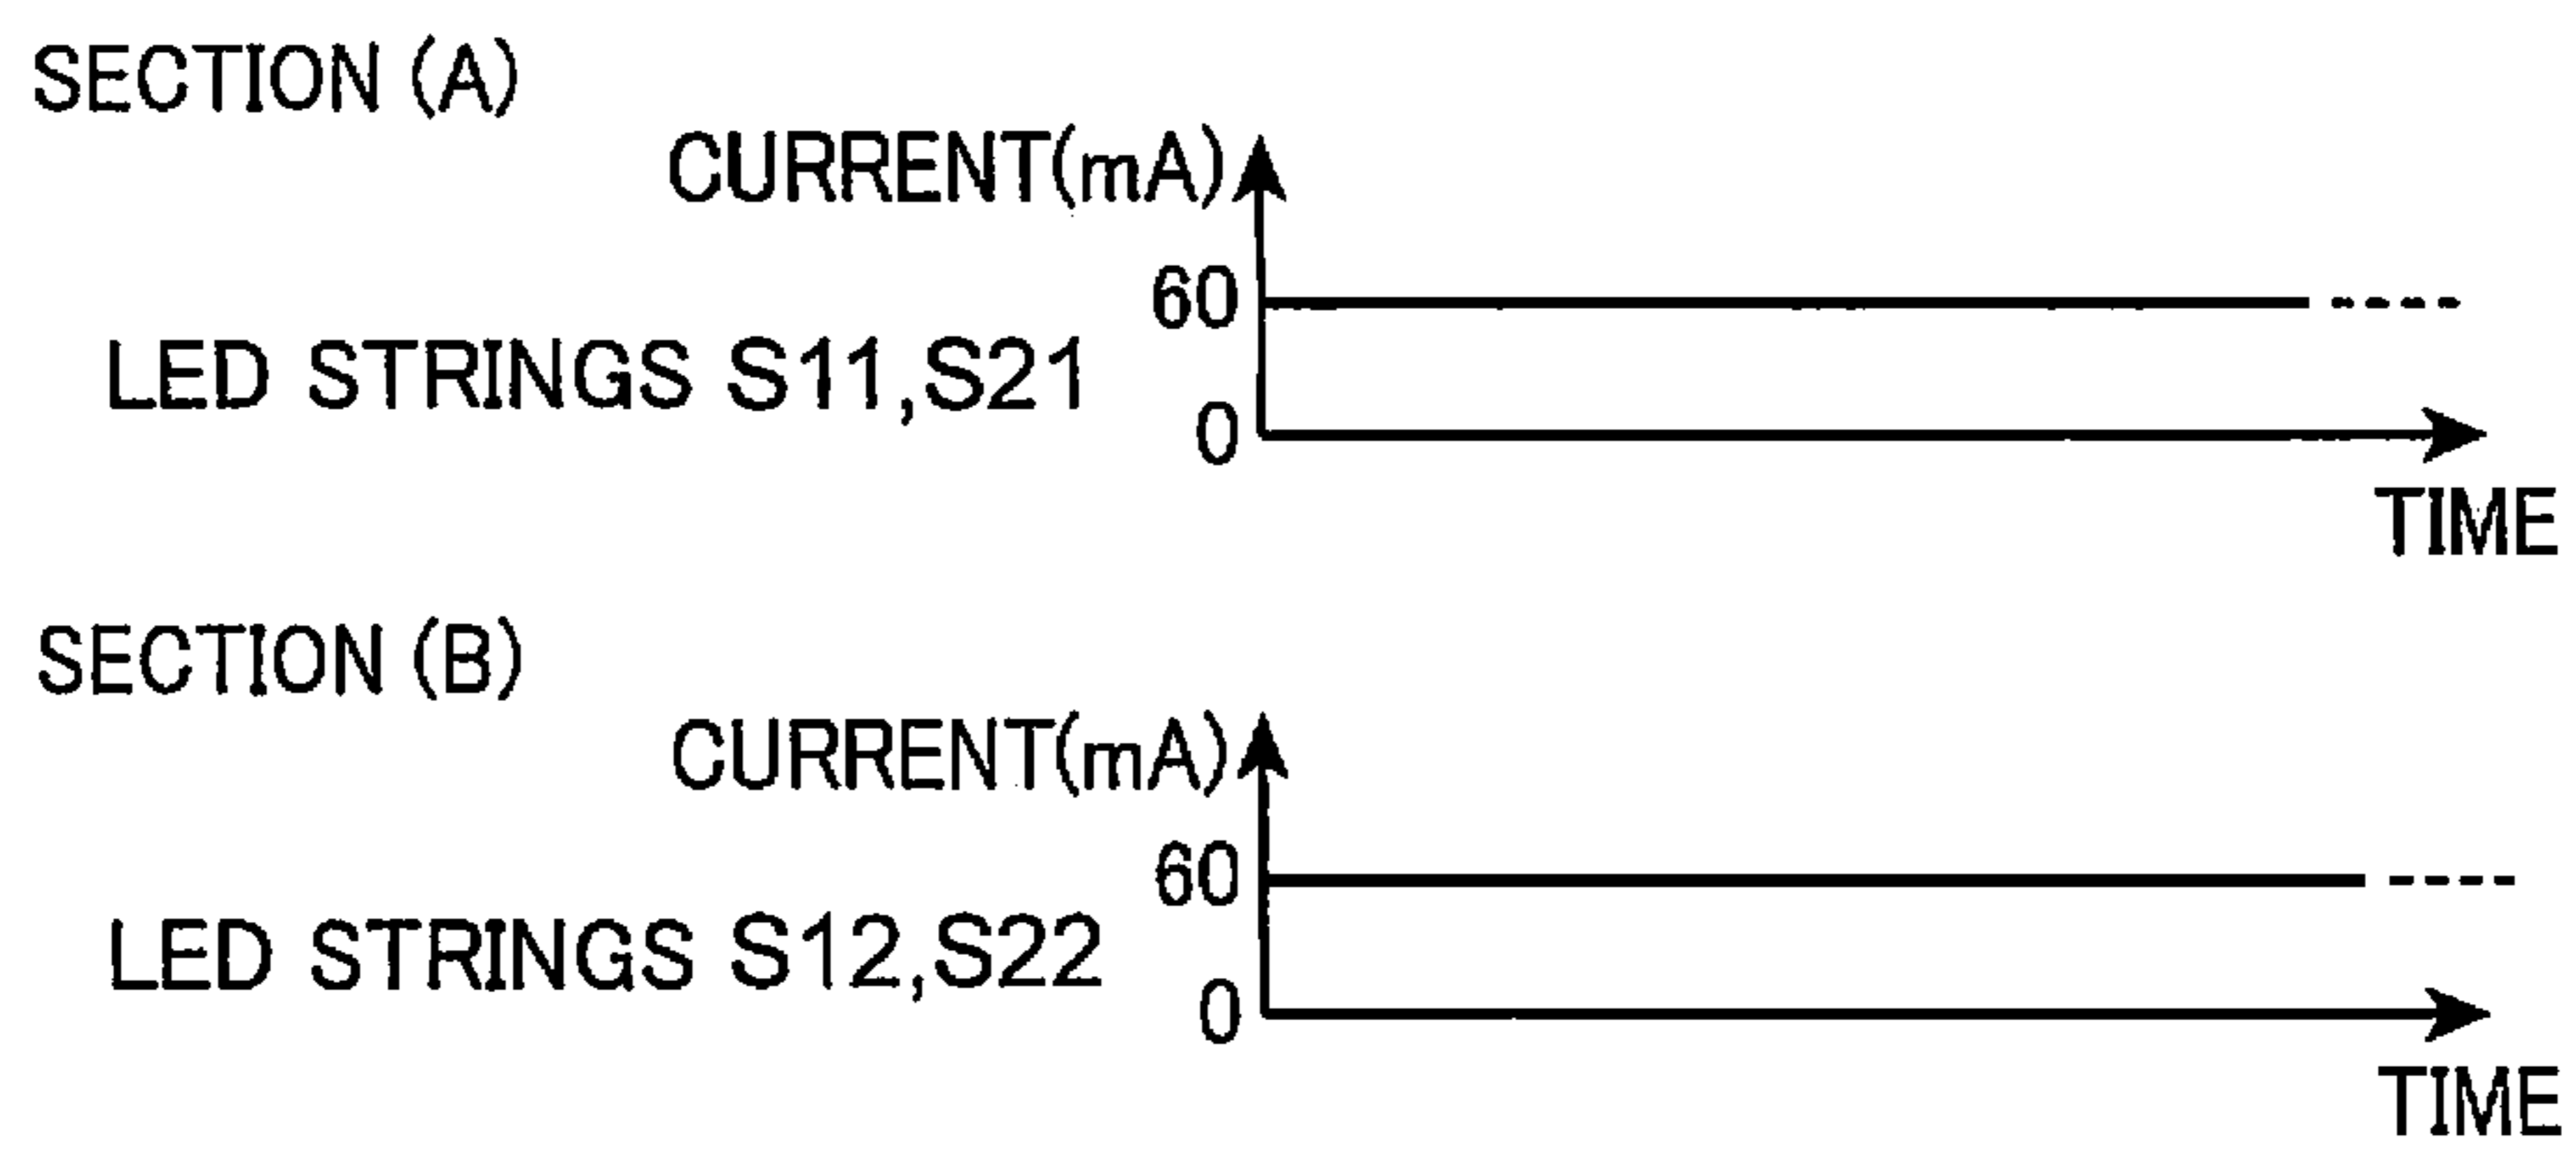 SECTION (A)
CURRENT(mA)
60
LED STRINGS S11,S21
0
TIME
SECTION (B)
CURRENT(mA)
60
LED STRINGS S12,S22
0
TIME